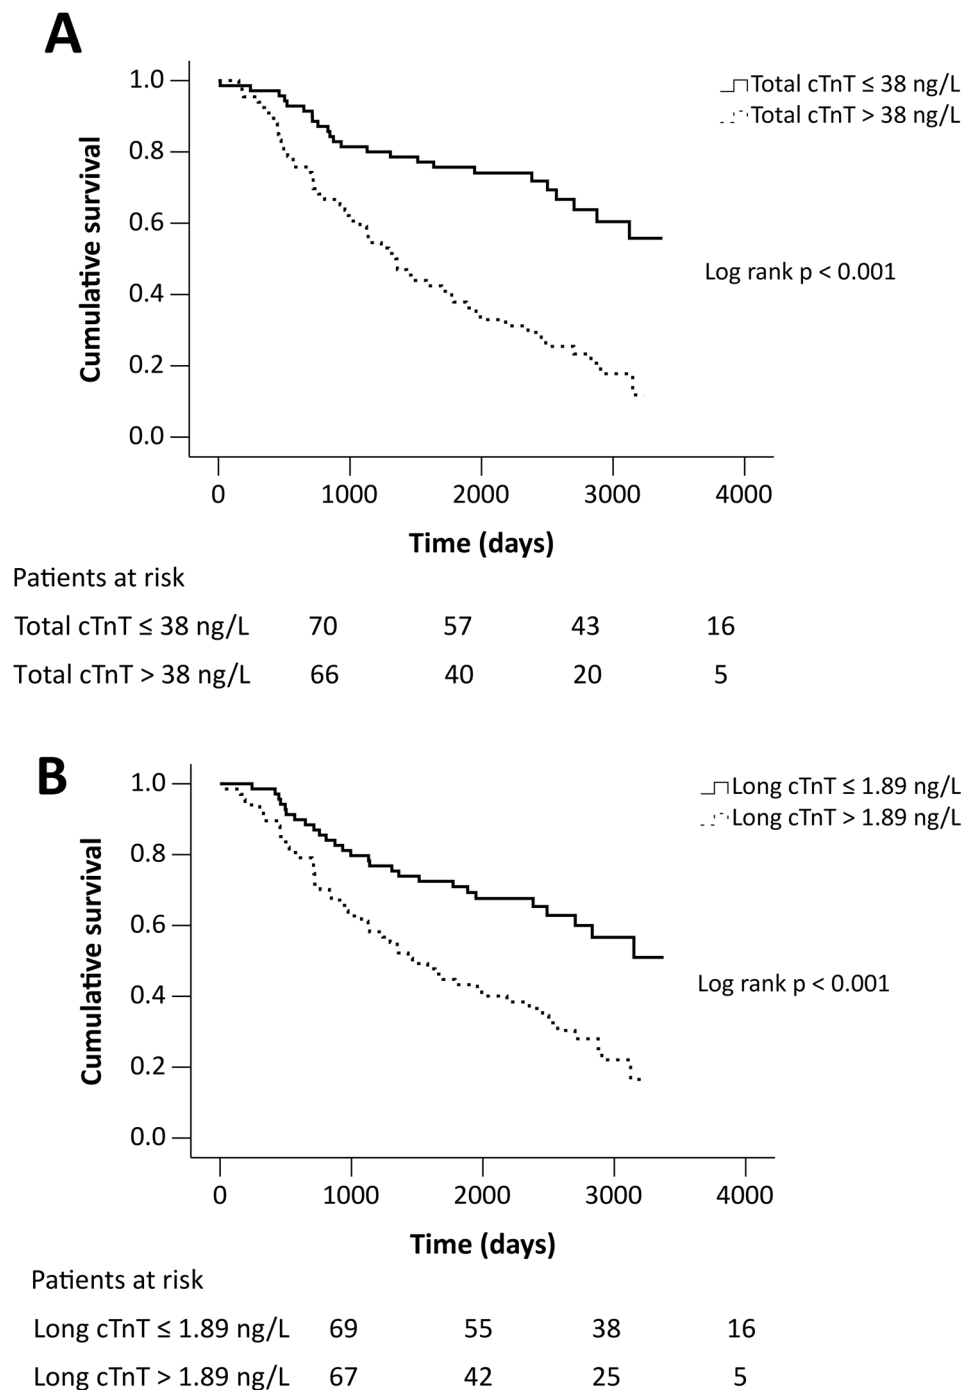 A
1.0
0.8
0.6
0.4
0.2
0.0
Cumulative survival
Total cTnT ≤ 38 ng/L
Total cTnT > 38 ng/L
Log rank p < 0.001
0 1000 2000 3000 4000
Time (days)
Patients at risk
Total cTnT ≤ 38 ng/L 70 57 43 16
Total cTnT > 38 ng/L 66 40 20 5
B
1.0
0.8
0.6
0.4
0.2
0.0
Cumulative survival
Long cTnT ≤ 1.89 ng/L
Long cTnT > 1.89 ng/L
Log rank p < 0.001
0 1000 2000 3000 4000
Time (days)
Patients at risk
Long cTnT ≤ 1.89 ng/L 69 55 38 16
Long cTnT > 1.89 ng/L 67 42 25 5